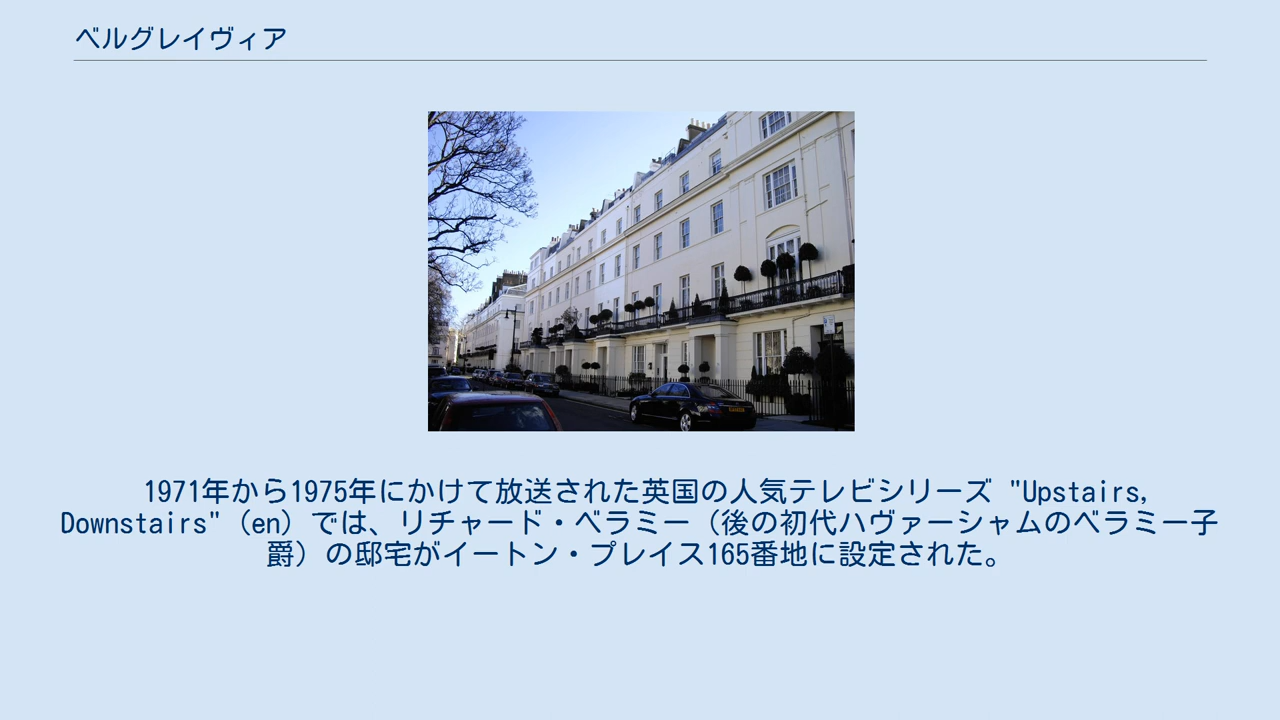 ベルグレイヴィア
1971年から1975年にかけて放送された英国の人気テレビシリーズ "Upstairs,
Downstairs"（en）では、リチャード・ベラミー（後の初代ハヴァーシャムのベラミー子
爵）の邸宅がイートン・プレイス165番地に設定された。